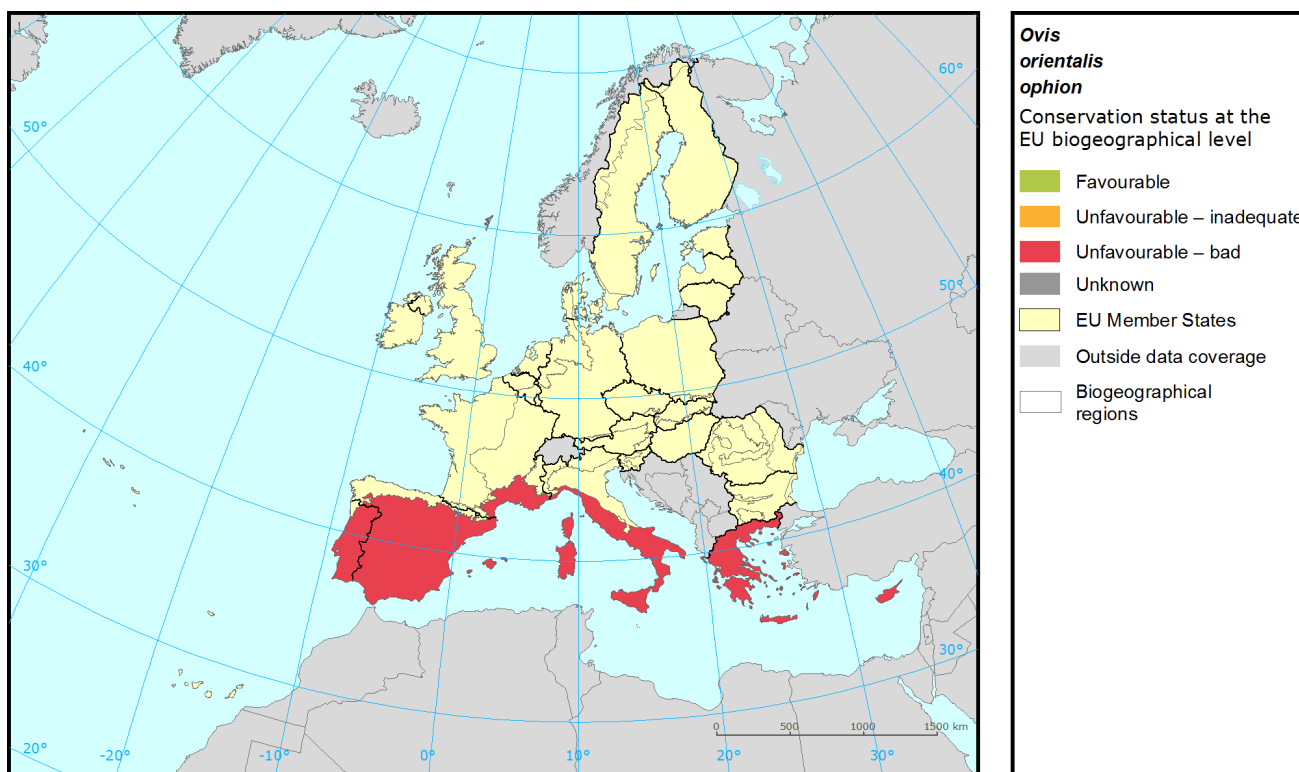 Ovis
orientalis
ophion
Conservation status at the
EU biogeographical level
Favourable
Unfavourable – inadequate
Unfavourable – bad
Unknown
EU Member States
Outside data coverage
Biogeographical
regions
60°
50°
50°
40°
40°
30°
30°
0 500 1000 1500 km
20° -20° -10° 0° 10° 20° 30°